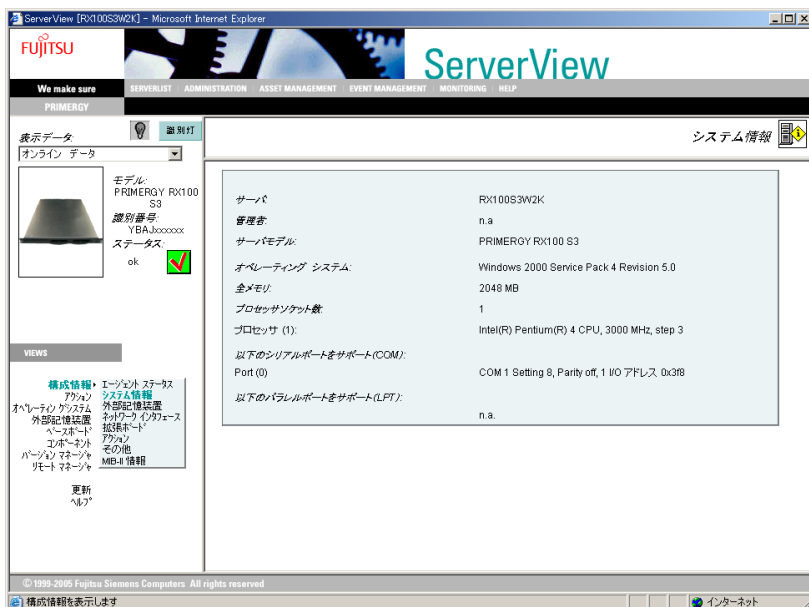 ServerView [RX100S3W2K] - Microsoft Internet Explorer
FUJITSU
ServerView
We make sure
SERVERLIST ADMINISTRATION ASSET MANAGEMENT EVENT MANAGEMENT MONITORING HELP
PRIMERGY
表示データ:
識別灯
オンライン データ
システム情報
モデル:
PRIMERGY RX100
S3
識別番号:
YBAJxxxxxx
ステータス:
ok
サーバ: RX100S3W2K
管理者: n.a
サーバモデル: PRIMERGY RX100 S3
オペレーティング システム: Windows 2000 Service Pack 4 Revision 5.0
全メモリ: 2048 MB
プロセッサソケット数: 1
プロセッサ (1): Intel(R) Pentium(R) 4 CPU, 3000 MHz, step 3
以下のシリアルポートをサポート(COM):
Port (0) COM 1 Setting 8, Parity off, 1 I/O アドレス 0x3f8
以下のパラレルポートをサポート(LPT):
n.a.
VIEWS
構成情報
アクション
オペレーティングシステム
外部記憶装置
ベースボード
コンポーネント
バージョン マネージャ
リモート マネージャ
更新
ヘルプ
エージェント ステータス
システム情報
外部記憶装置
ネットワーク インタフェース
拡張ボード
アクション
その他
MIB-II 情報
© 1999-2005 Fujitsu Siemens Computers All rights reserved
構成情報を表示します
インターネット